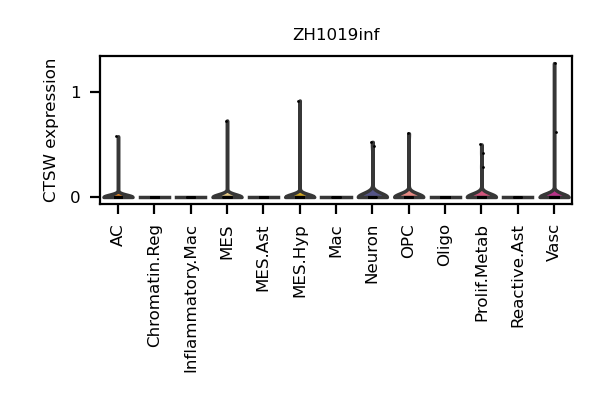 ZH1019inf
CTSW expression
1
0
AC
Chromatin.Reg
Inflammatory.Mac
MES
MES.Ast
MES.Hyp
Mac
Neuron
OPC
Oligo
Prolif.Metab
Reactive.Ast
Vasc